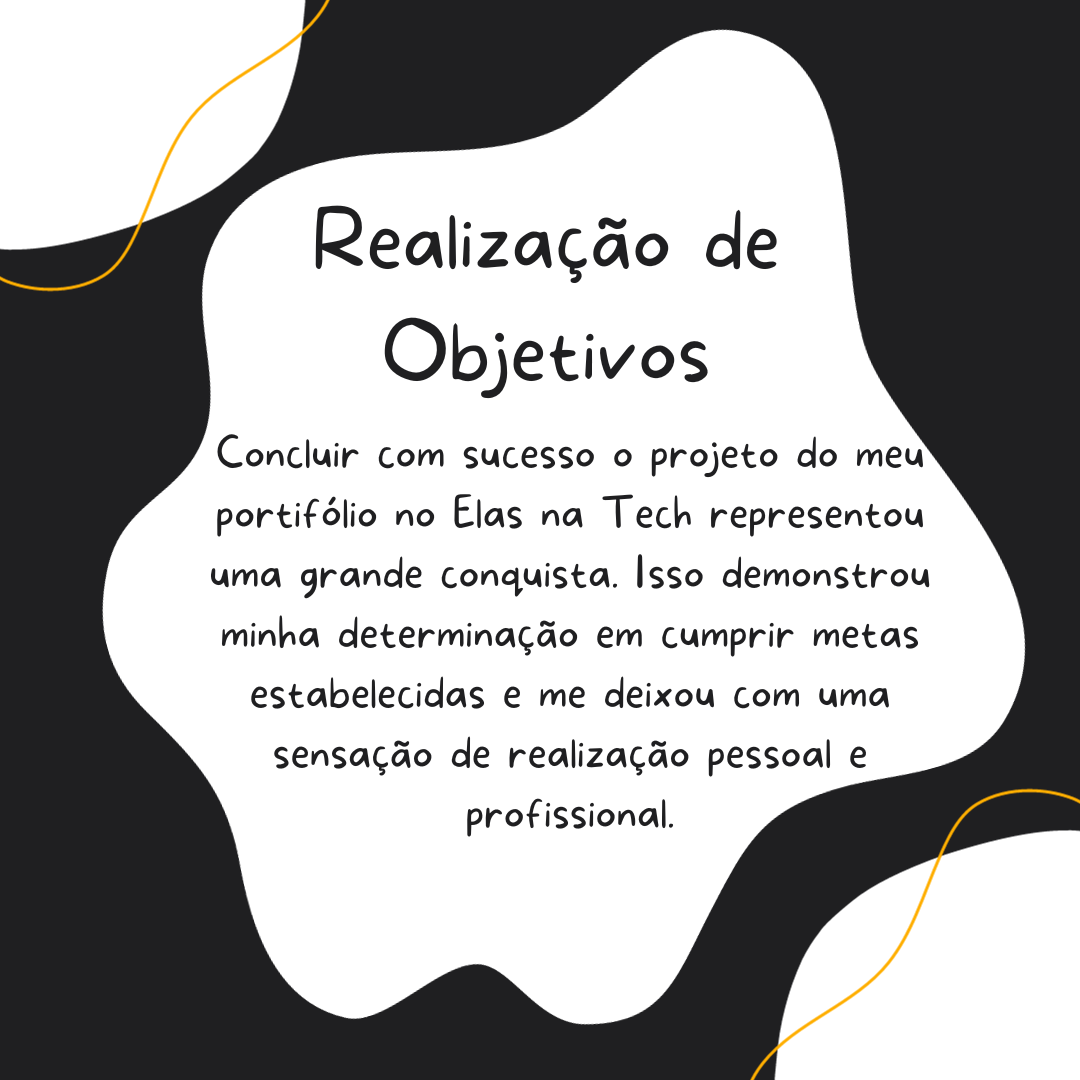 Realização de
Objetivos
Concluir com sucesso o projeto do meu
portifólio no Elas na Tech representou
uma grande conquista. Isso demonstrou
minha determinação em cumprir metas
estabelecidas e me deixou com uma
sensação de realização pessoal e
profissional.